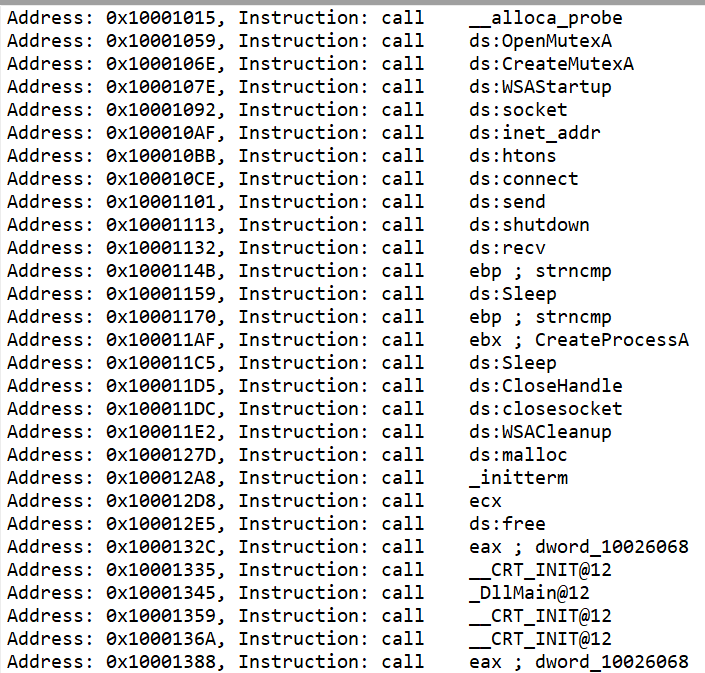 Address: 0x10001015, Instruction: call    __alloca_probe
Address: 0x10001059, Instruction: call    ds:OpenMutexA
Address: 0x1000106E, Instruction: call    ds:CreateMutexA
Address: 0x1000107E, Instruction: call    ds:WSAStartup
Address: 0x10001092, Instruction: call    ds:socket
Address: 0x100010AF, Instruction: call    ds:inet_addr
Address: 0x100010BB, Instruction: call    ds:htons
Address: 0x100010CE, Instruction: call    ds:connect
Address: 0x10001101, Instruction: call    ds:send
Address: 0x10001113, Instruction: call    ds:shutdown
Address: 0x10001132, Instruction: call    ds:recv
Address: 0x1000114B, Instruction: call    ebp ; strncmp
Address: 0x10001159, Instruction: call    ds:Sleep
Address: 0x10001170, Instruction: call    ebp ; strncmp
Address: 0x100011AF, Instruction: call    ebx ; CreateProcessA
Address: 0x100011C5, Instruction: call    ds:Sleep
Address: 0x100011D5, Instruction: call    ds:CloseHandle
Address: 0x100011DC, Instruction: call    ds:closesocket
Address: 0x100011E2, Instruction: call    ds:WSACleanup
Address: 0x1000127D, Instruction: call    ds:malloc
Address: 0x100012A8, Instruction: call    _initterm
Address: 0x100012D8, Instruction: call    ecx
Address: 0x100012E5, Instruction: call    ds:free
Address: 0x1000132C, Instruction: call    eax ; dword_10026068
Address: 0x10001335, Instruction: call    __CRT_INIT@12
Address: 0x10001345, Instruction: call    _DllMain@12
Address: 0x10001359, Instruction: call    __CRT_INIT@12
Address: 0x1000136A, Instruction: call    __CRT_INIT@12
Address: 0x10001388, Instruction: call    eax ; dword_10026068